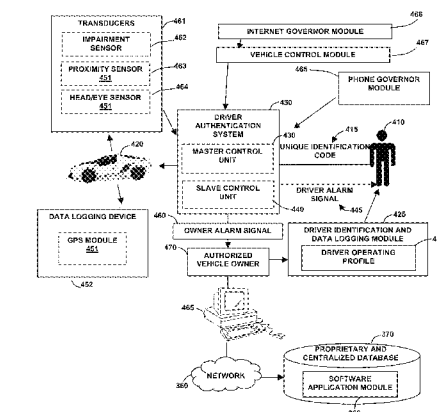 TRANSDUCERS
461
IMPAIRMENT
SENSOR
462
PROXIMITY SENSOR
451
463
HEAD/EYE SENSOR
451
464
INTERNET GOVERNOR MODULE
466
VEHICLE CONTROL MODULE
467
465
PHONE GOVERNOR
MODULE
DRIVER
AUTHENTICATION
SYSTEM
430
MASTER CONTROL
UNIT
430
SLAVE CONTROL
UNIT
440
415
UNIQUE IDENTIFICATION
CODE
410
DRIVER ALARM
SIGNAL
445
420
DATA LOGGING DEVICE
GPS MODULE
451
452
460
OWNER ALARM SIGNAL
470
AUTHORIZED
VEHICLE OWNER
425
DRIVER IDENTIFICATION AND
DATA LOGGING MODULE
DRIVER OPERATING
PROFILE
465
NETWORK
360
370
PROPRIETARY AND
CENTRALIZED DATABASE
SOFTWARE
APPLICATION MODULE